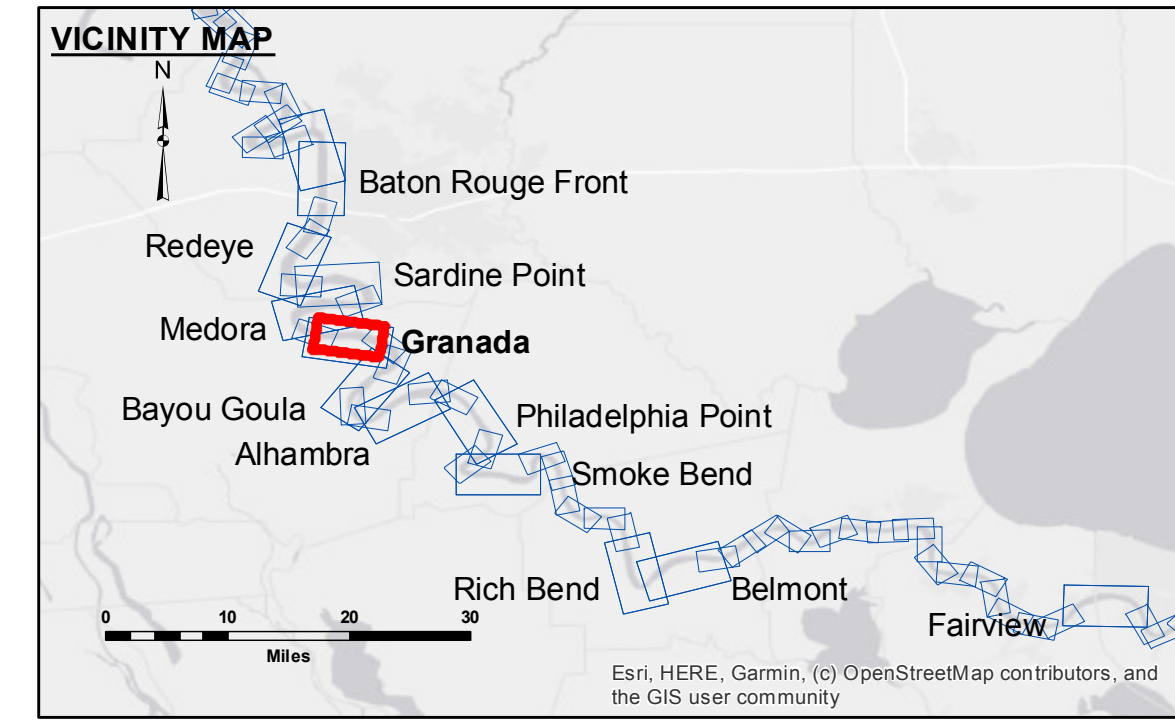 VICINITY MAP
N
Baton Rouge Front
Redeye
Sardine Point
Medora
Granada
Bayou Goula
Philadelphia Point
Alhambra
Smoke Bend
Rich Bend
Belmont
Fairview
0 10 20 30
Miles
Esri, HERE, Garmin, (c) OpenStreetMap contributors, and
the GIS user community